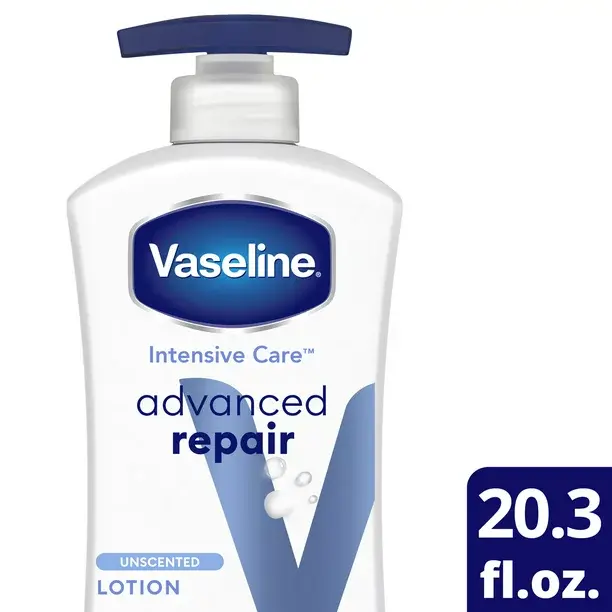 Vaseline®
Intensive Care™
advanced
repair
UNSCENTED
LOTION
20.3
fl.oz.